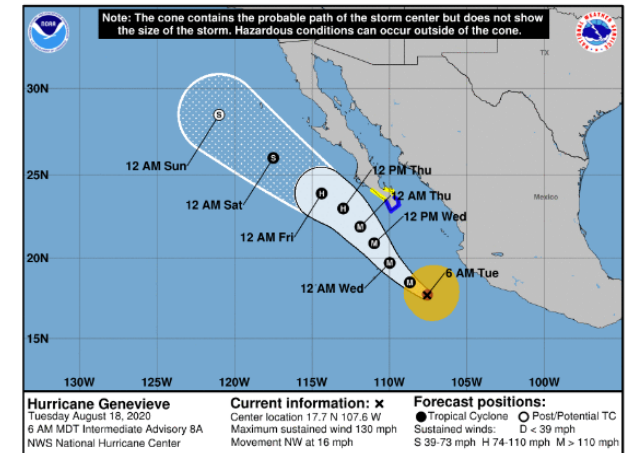 Note: The cone contains the probable path of the storm center but does not show
the size of the storm. Hazardous conditions can occur outside of the cone.
NOAA
TX
30N
S
12 AM Sun
S
12 PM Thu
25N
H
12 AM Thu
Mexico
12 AM Sat
H
M
12 PM Wed
12 AM Fri
M
20N
M
6 AM Tue
12 AM Wed
M
15N
130W 125W 120W 115W 110W 105W 100W
Hurricane Genevieve
Tuesday August 18, 2020
6 AM MDT Intermediate Advisory 8A
NWS National Hurricane Center
Current information: ×
Center location 17.7 N 107.6 W
Maximum sustained wind 130 mph
Movement NW at 16 mph
Forecast positions:
● Tropical Cyclone ○ Post/Potential TC
Sustained winds: D < 39 mph
S 39-73 mph H 74-110 mph M > 110 mph